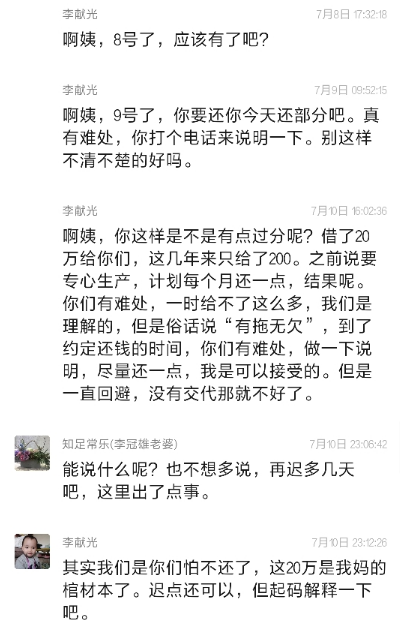 李献光 7月8日 17:32:18
啊姨，8号了，应该有了吧？
李献光 7月9日 09:52:15
啊姨，9号了，你要还你今天还部分吧。真
有难处，你打个电话来说明一下。别这样
不清不楚的好吗。
李献光 7月10日 16:02:36
啊姨，你这样是不是有点过分呢？借了20
万给你们，这几年来只给了200。之前说要
专心生产，计划每个月还一点，结果呢。
你们有难处，一时给不了这么多，我们是
理解的，但是俗话说“有拖无欠”，到了
约定还钱的时间，你们有难处，做一下说
明，尽量还一点，我是可以接受的。但是
一直回避，没有交代那就不好了。
知足常乐(李冠雄老婆) 7月10日 23:06:42
能说什么呢？也不想多说，再迟多几天
吧，这里出了点事。
李献光 7月10日 23:12:26
其实我们是你们怕不还了，这20万是我妈的
棺材本了。迟点还可以，但起码解释一下
吧。